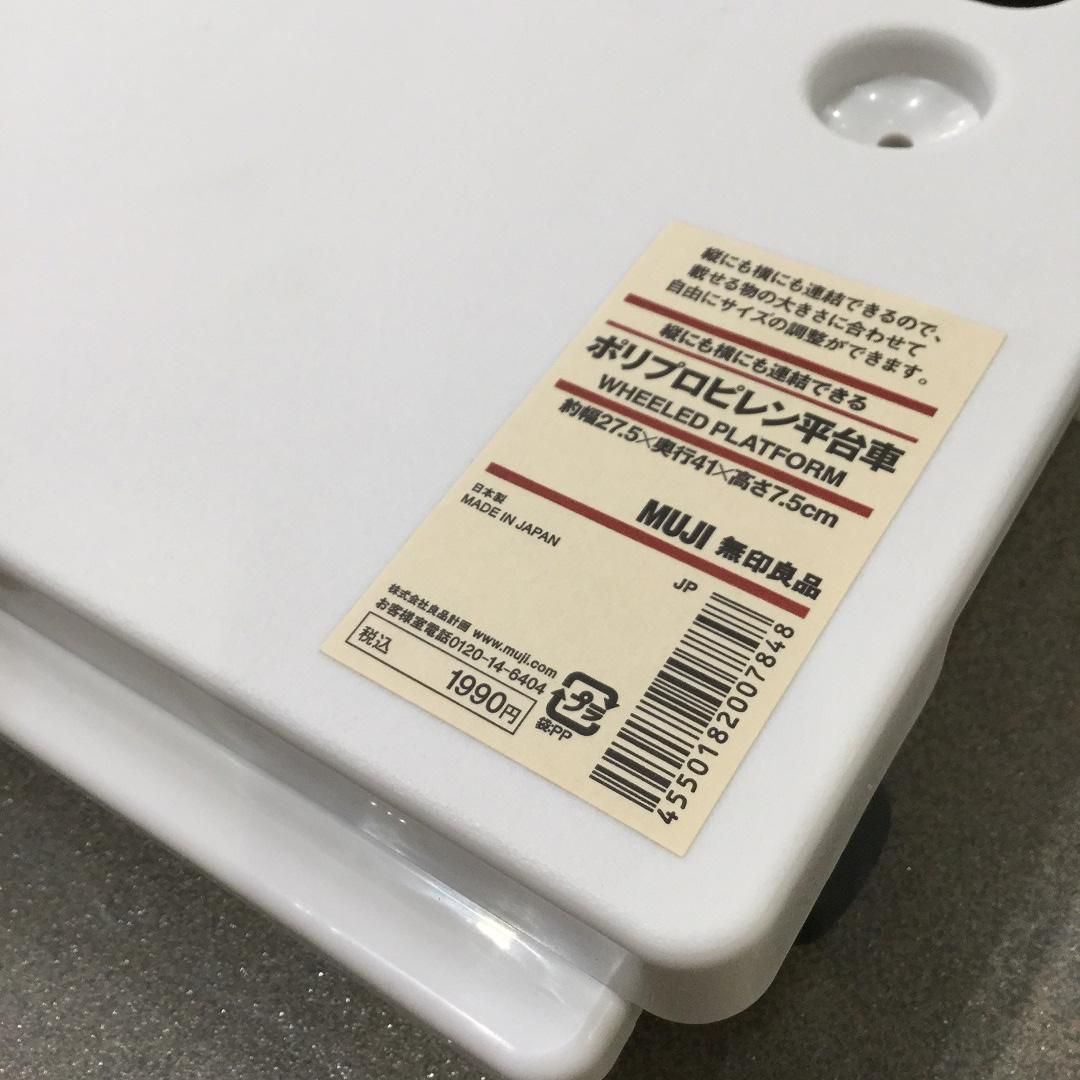 縦にも横にも連結できるので、
載せる物の大きさに合わせて
自由にサイズの調整ができます。
縦にも横にも連結できる
ポリプロピレン平台車
WHEELED PLATFORM
約幅27.5×奥行41×高さ7.5cm
MUJI 無印良品
日本製
MADE IN JAPAN
JP
株式会社良品計画 www.muji.com
お客様室電話0120-14-6404
税込
1990円
プラ
袋:PP
4550182007848